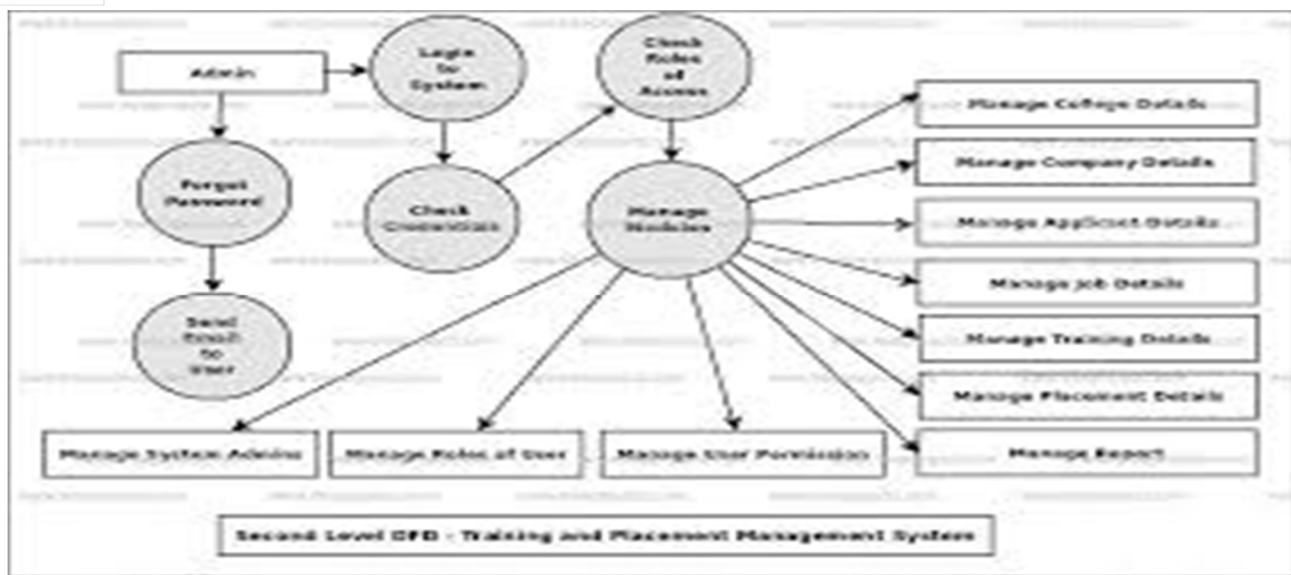 Admin
Login
to
System
Check
Roles
of
Access
Manage College Details
Manage Company Details
Forgot
Password
Check
Credentials
Manage
Modules
Manage Applicant Details
Manage Job Details
Send
Email
to
User
Manage Training Details
Manage Placement Details
Manage System Admins
Manage Roles of User
Manage User Permission
Manage Report
Second Level DFD - Training and Placement Management System